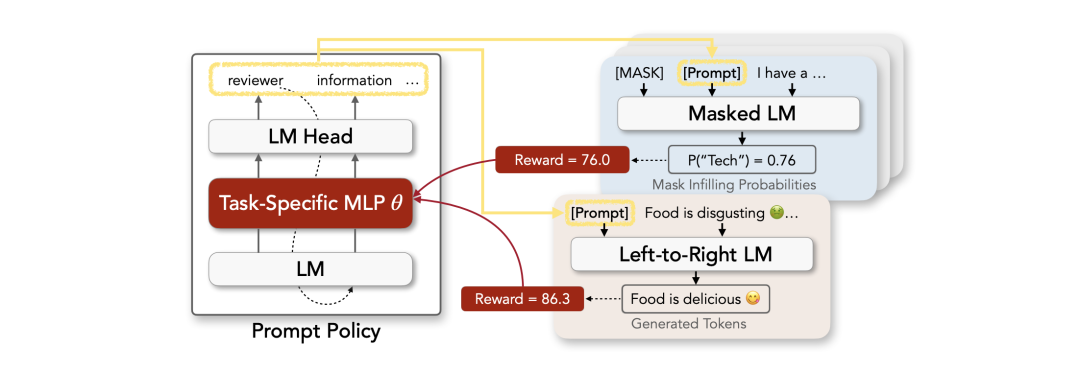 reviewer information ...
LM Head
Task-Specific MLP θ
LM
Prompt Policy
[MASK] [Prompt] I have a ...
Masked LM
P("Tech") = 0.76
Mask Infilling Probabilities
Reward = 76.0
[Prompt] Food is disgusting 🤢...
Left-to-Right LM
Food is delicious 😋
Generated Tokens
Reward = 86.3